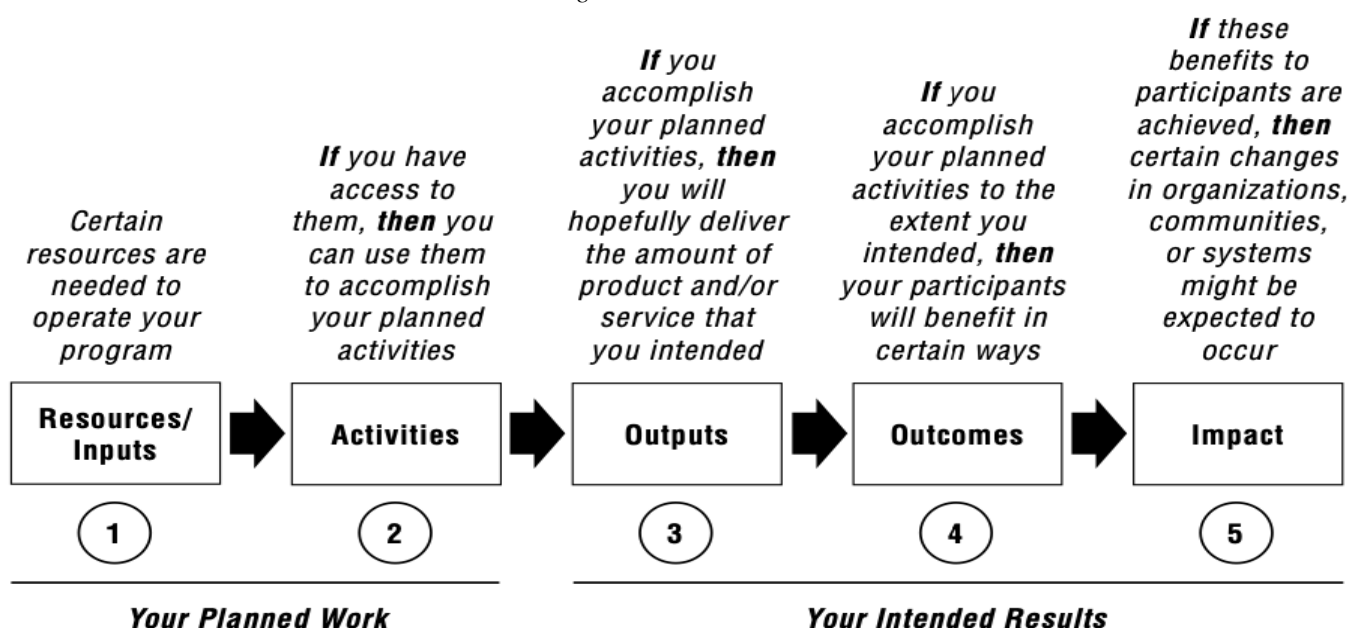 Certain
resources are
needed to
operate your
program
If you have
access to
them, then you
can use them
to accomplish
your planned
activities
If you
accomplish
your planned
activities, then
you will
hopefully deliver
the amount of
product and/or
service that
you intended
If you
accomplish
your planned
activities to the
extent you
intended, then
your participants
will benefit in
certain ways
If these
benefits to
participants are
achieved, then
certain changes
in organizations,
communities,
or systems
might be
expected to
occur
Resources/
Inputs
Activities
Outputs
Outcomes
Impact
1
2
3
4
5
Your Planned Work
Your Intended Results